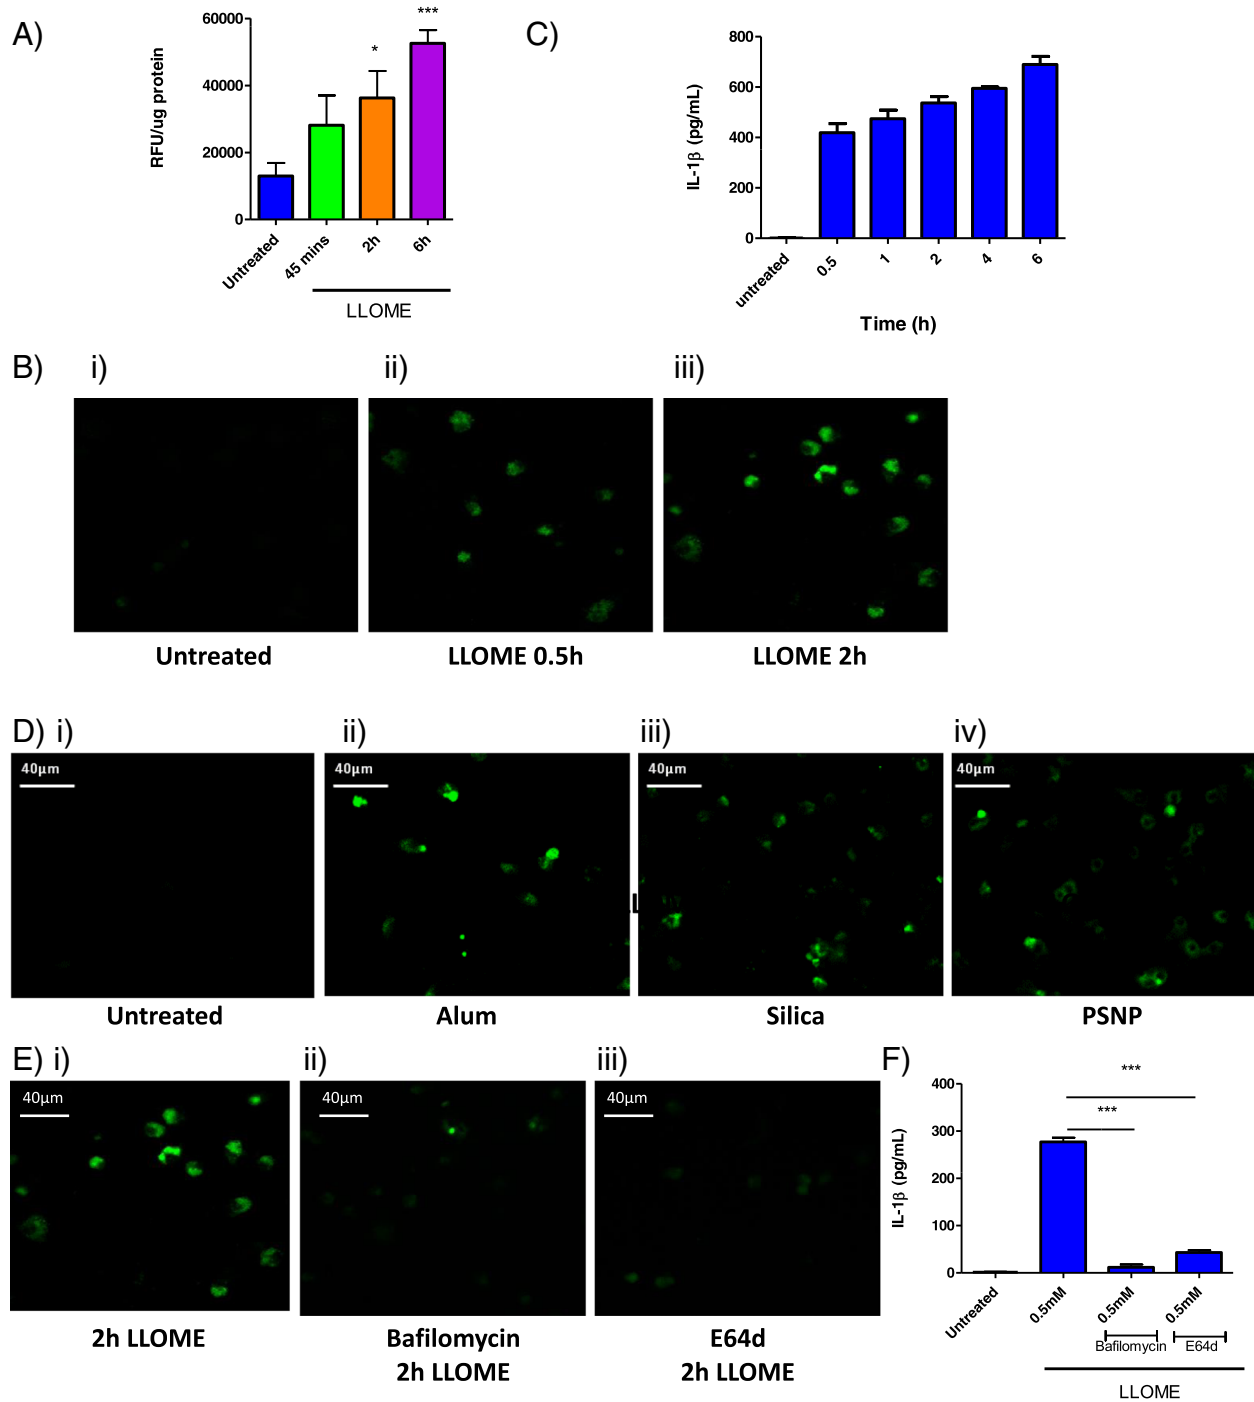 A)
RFU/ug protein
60000
40000
20000
0
*
***
Untreated
45 mins
2h
6h
LLOME
C)
IL-1β (pg/mL)
800
600
400
200
0
untreated
0.5
1
2
4
6
Time (h)
B)
i)
ii)
iii)
Untreated
LLOME 0.5h
LLOME 2h
D) i)
ii)
iii)
iv)
40µm
40µm
40µm
40µm
Untreated
Alum
Silica
PSNP
E) i)
ii)
iii)
40µm
40µm
40µm
2h LLOME
Bafilomycin
2h LLOME
E64d
2h LLOME
F)
IL-1β (pg/mL)
400
300
200
100
0
***
***
Untreated
0.5mM
0.5mM
0.5mM
Bafilomycin
E64d
LLOME